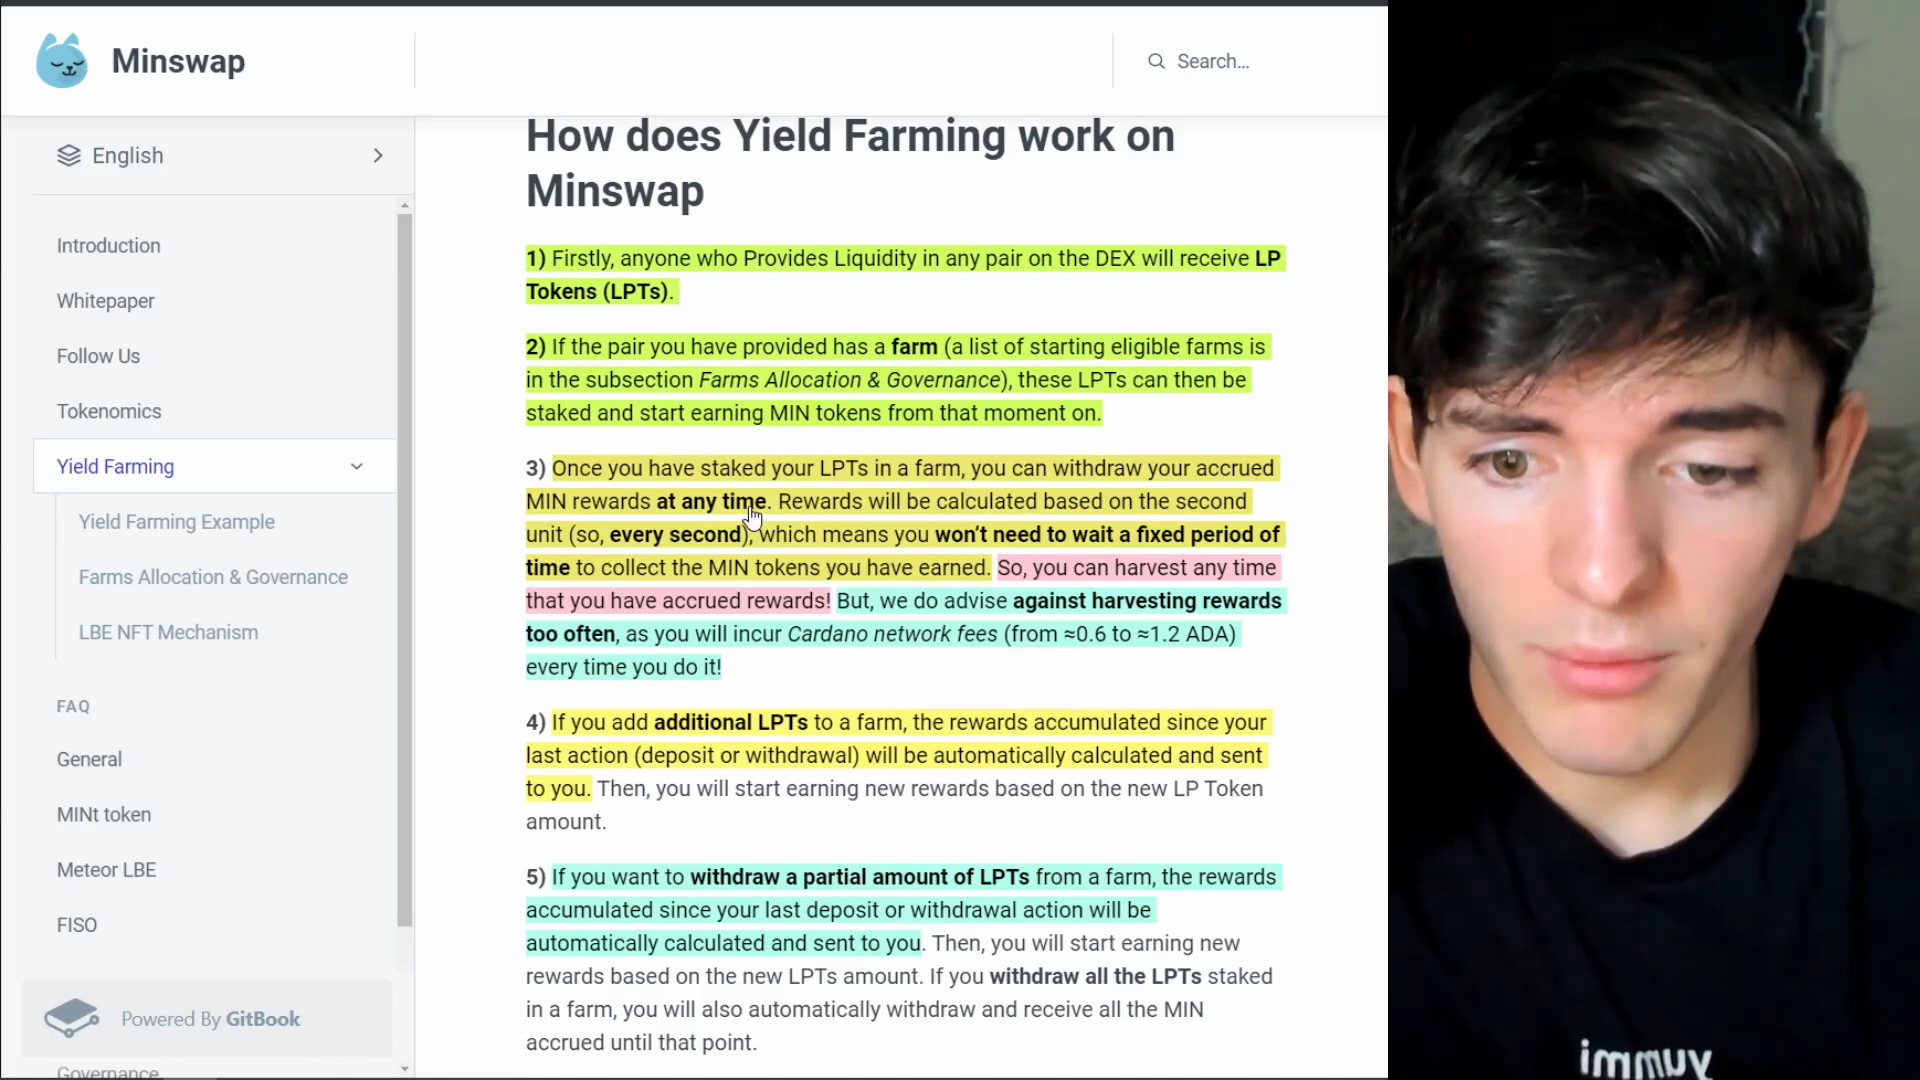 Minswap
Search...
English
Introduction
Whitepaper
Follow Us
Tokenomics
Yield Farming
Yield Farming Example
Farms Allocation & Governance
LBE NFT Mechanism
FAQ
General
MINt token
Meteor LBE
FISO
Powered By GitBook
Governance
How does Yield Farming work on
Minswap
1) Firstly, anyone who Provides Liquidity in any pair on the DEX will receive LP
Tokens (LPTs).
2) If the pair you have provided has a farm (a list of starting eligible farms is
in the subsection Farms Allocation & Governance), these LPTs can then be
staked and start earning MIN tokens from that moment on.
3) Once you have staked your LPTs in a farm, you can withdraw your accrued
MIN rewards at any time. Rewards will be calculated based on the second
unit (so, every second), which means you won't need to wait a fixed period of
time to collect the MIN tokens you have earned. So, you can harvest any time
that you have accrued rewards! But, we do advise against harvesting rewards
too often, as you will incur Cardano network fees (from ≈0.6 to ≈1.2 ADA)
every time you do it!
4) If you add additional LPTs to a farm, the rewards accumulated since your
last action (deposit or withdrawal) will be automatically calculated and sent
to you. Then, you will start earning new rewards based on the new LP Token
amount.
5) If you want to withdraw a partial amount of LPTs from a farm, the rewards
accumulated since your last deposit or withdrawal action will be
automatically calculated and sent to you. Then, you will start earning new
rewards based on the new LPTs amount. If you withdraw all the LPTs staked
in a farm, you will also automatically withdraw and receive all the MIN
accrued until that point.